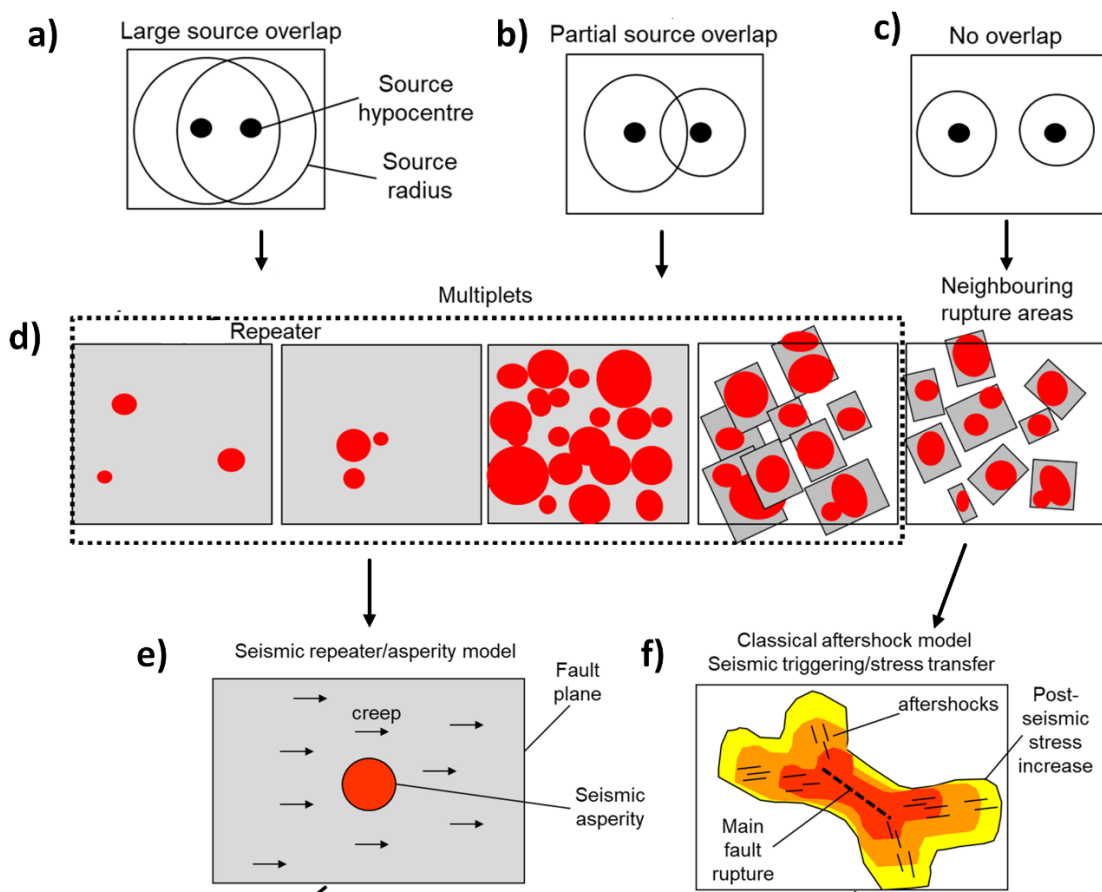 a)
Large source overlap
Source
hypocentre
Source
radius
b)
Partial source overlap
c)
No overlap
d)
Multiplets
Repeater
Neighbouring
rupture areas
e)
Seismic repeater/asperity model
creep
Fault
plane
Seismic
asperity
f)
Classical aftershock model
Seismic triggering/stress transfer
aftershocks
Post-
seismic
stress
increase
Main
fault
rupture